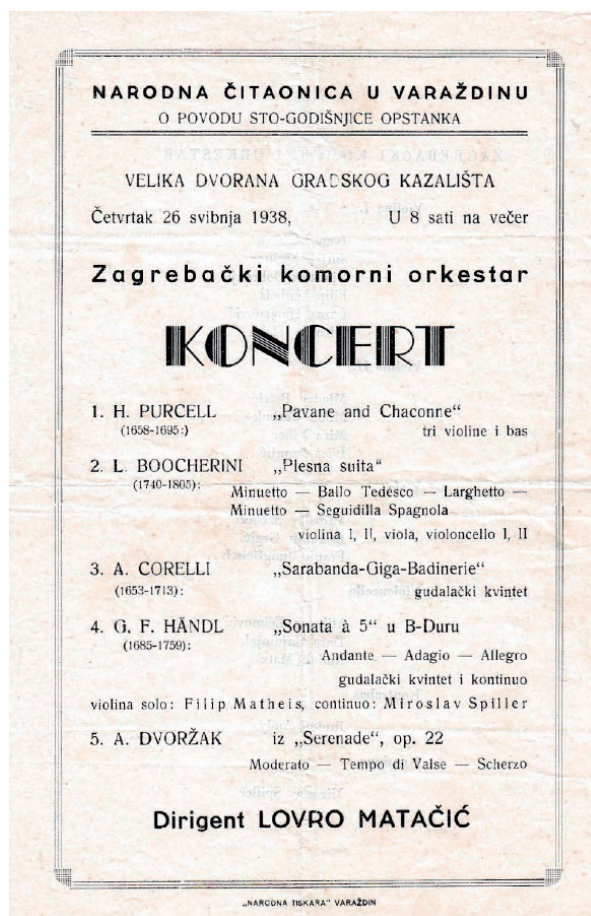 NARODNA ČITAONICA U VARAŽDINU
O POVODU STO-GODIŠNJICE OPSTANKA
VELIKA DVORANA GRADSKOG KAZALIŠTA
Četvrtak 26 svibnja 1938, U 8 sati na večer
Zagrebački komorni orkestar
KONCERT
1. H. PURCELL „Pavane and Chaconne“
(1658-1695:) tri violine i bas
2. L. BOOCHERINI „Plesna suita“
(1740-1805): Minuetto — Ballo Tedesco — Larghetto —
Minuetto — Seguidilla Spagnola
violina I, II, viola, violoncello I, II
3. A. CORELLI „Sarabanda-Giga-Badinerie“
(1653-1713): gudalački kvintet
4. G. F. HÄNDL „Sonata à 5“ u B-Duru
(1685-1759): Andante — Adagio — Allegro
gudalački kvintet i kontinuo
violina solo: Filip Matheis, continuo: Miroslav Spiller
5. A. DVORŽAK iz „Serenade“, op. 22
Moderato — Tempo di Valse — Scherzo
Dirigent LOVRO MATAČIĆ
„NARODNA TISKARA“ VARAŽDIN